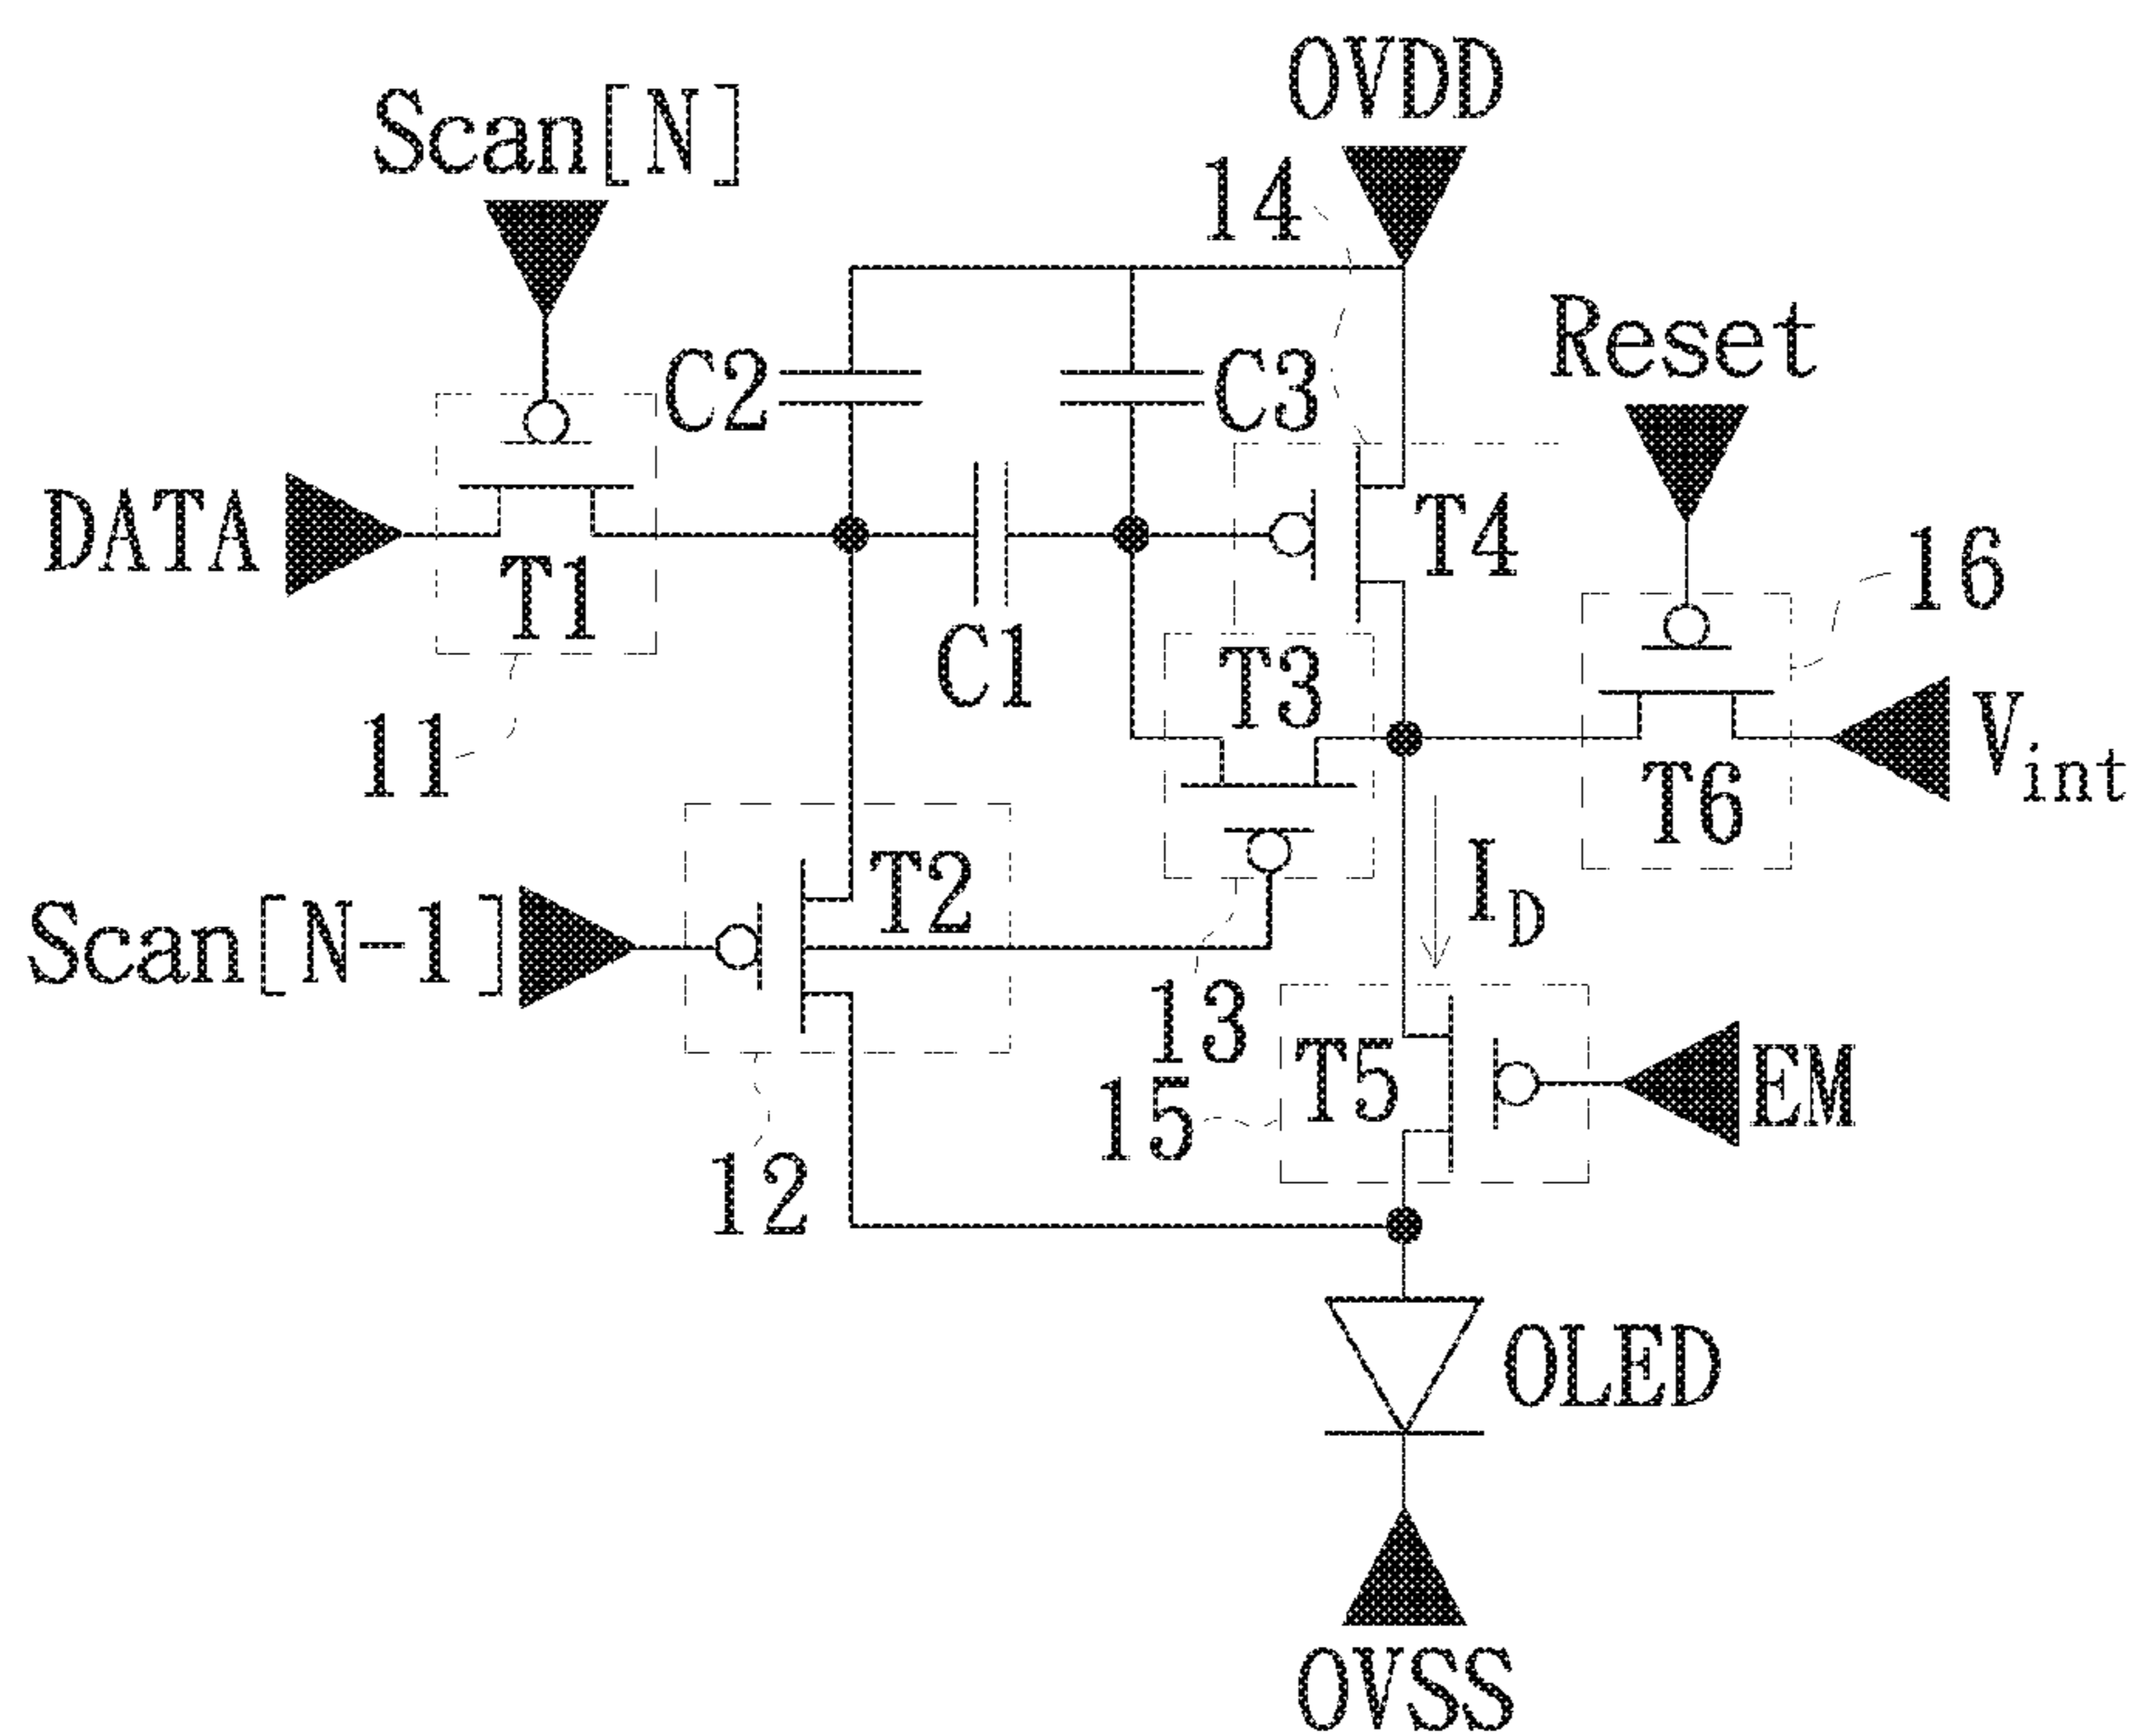 OVDD
Scan[N]
14
Reset
C2
C3
DATA
T1
T4
16
C1
T3
11
Vint
T6
T2
Scan[N-1]
ID
13
T5
EM
15
12
OLED
OVSS